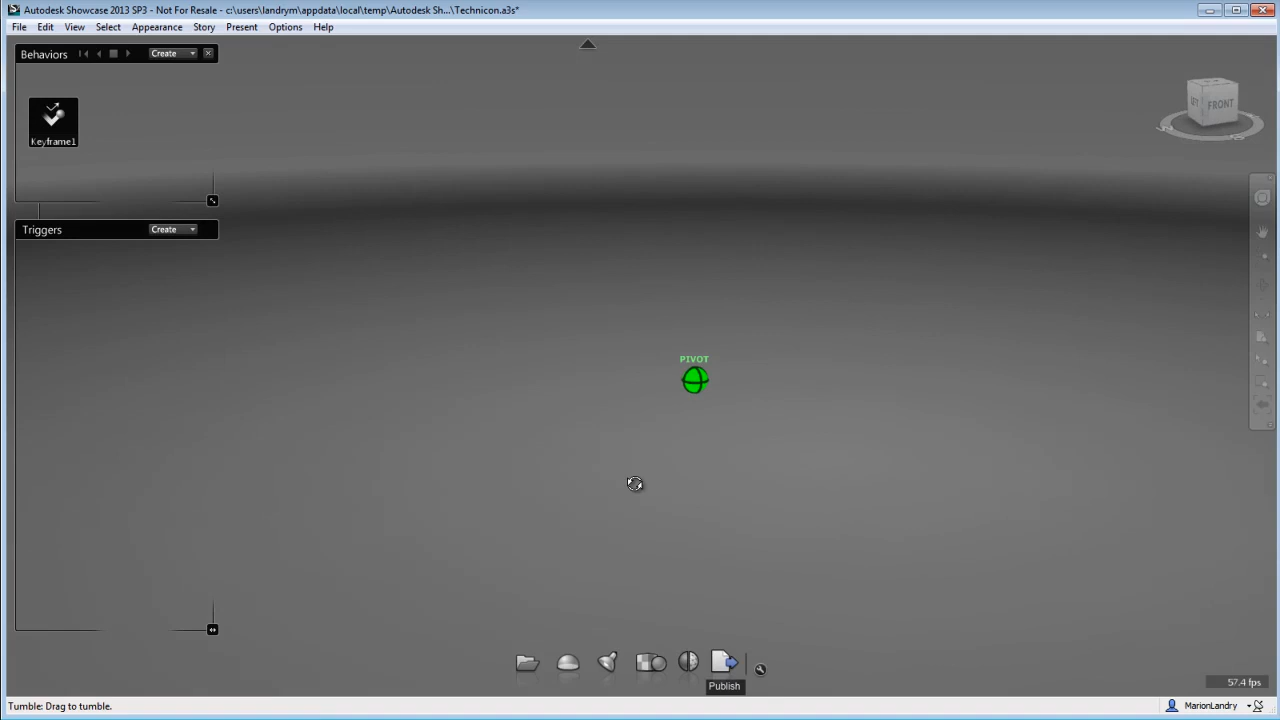 Autodesk Showcase 2013 SP3 - Not For Resale - c:\users\landrym\appdata\local\temp\Autodesk Sh...\Technicon.a3s*
File Edit View Select Appearance Story Present Options Help
Behaviors Create
Keyframe1
FRONT
Triggers Create
PIVOT
Publish
57.4 fps
Tumble: Drag to tumble. MarionLandry